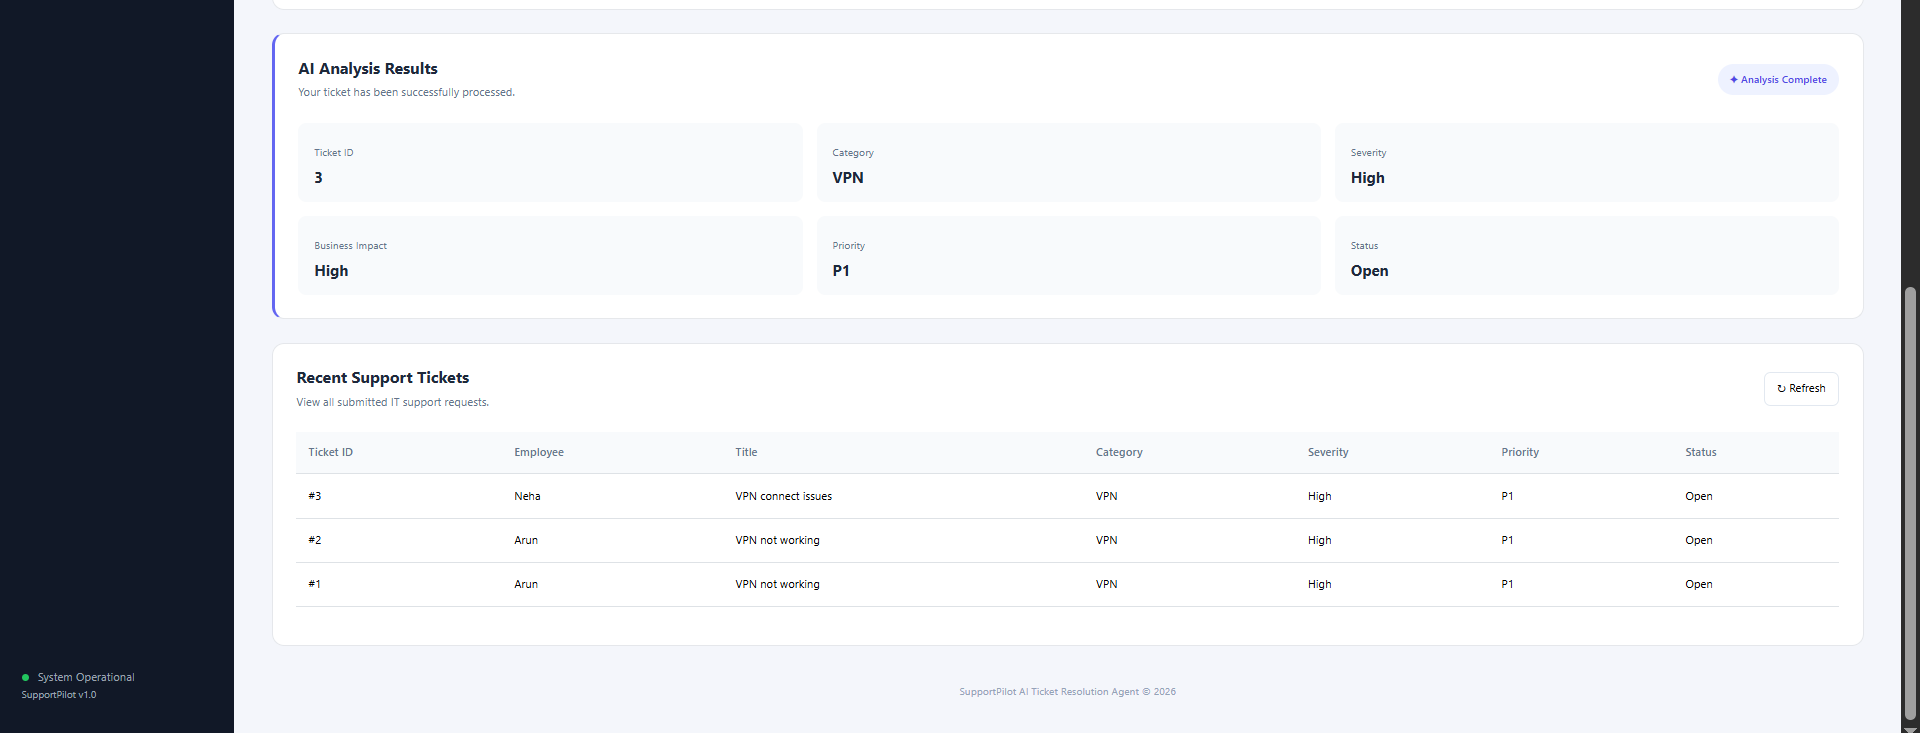 AI Analysis Results
Your ticket has been successfully processed.
✦ Analysis Complete
Ticket ID
3
Category
VPN
Severity
High
Business Impact
High
Priority
P1
Status
Open
Recent Support Tickets
View all submitted IT support requests.
↻ Refresh
Ticket ID Employee Title Category Severity Priority Status
#3 Neha VPN connect issues VPN High P1 Open
#2 Arun VPN not working VPN High P1 Open
#1 Arun VPN not working VPN High P1 Open
System Operational
SupportPilot v1.0
SupportPilot AI Ticket Resolution Agent © 2026